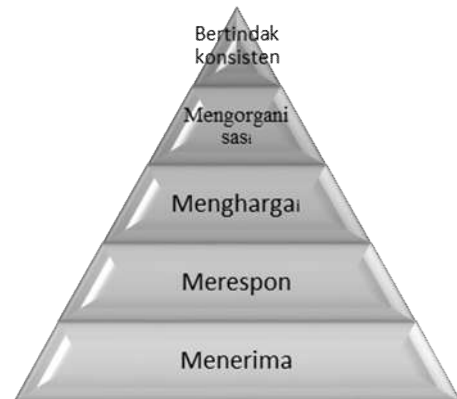 Bertindak
konsisten
Mengorgani
sasi
Menghargai
Merespon
Menerima